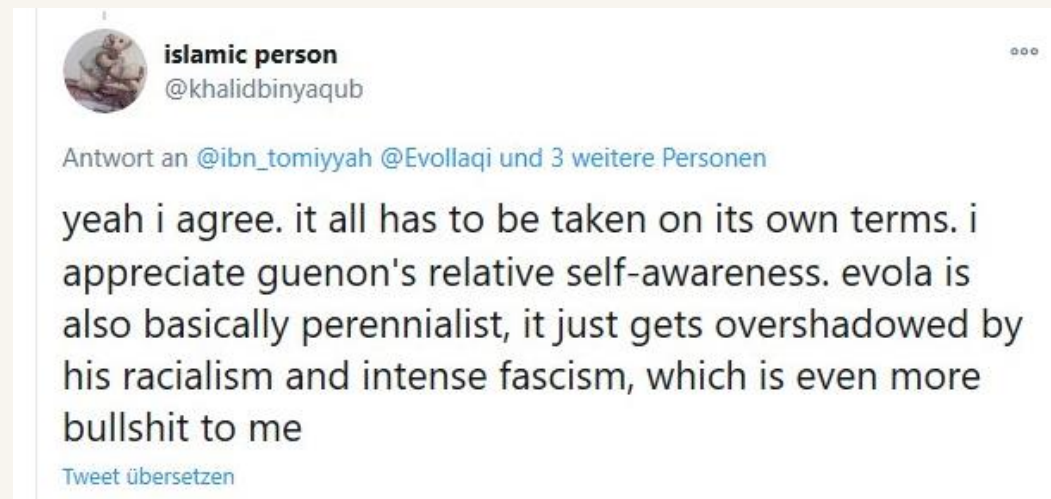 islamic person
@khalidbinyaqub
Antwort an @ibn_tomiyyah @Evollaqi und 3 weitere Personen
yeah i agree. it all has to be taken on its own terms. i
appreciate guenon's relative self-awareness. evola is
also basically perennialist, it just gets overshadowed by
his racialism and intense fascism, which is even more
bullshit to me
Tweet übersetzen